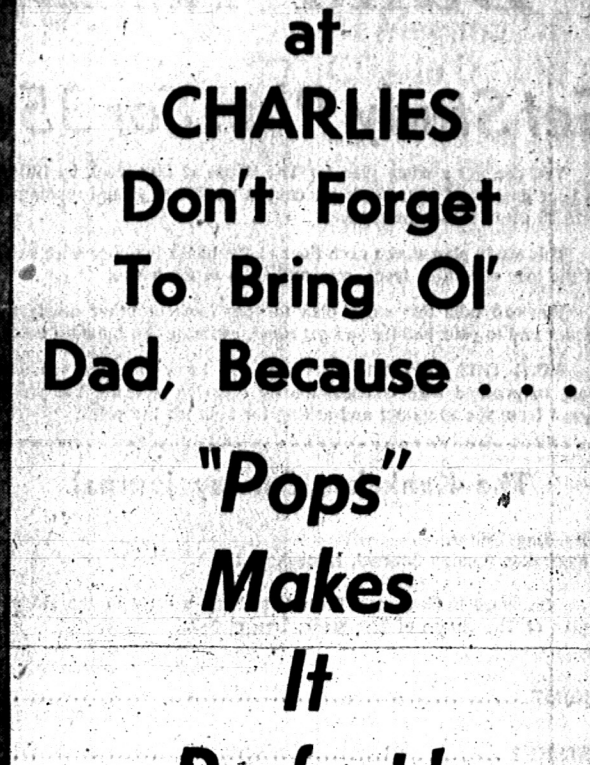 at
CHARLIES
Don't Forget
To Bring Ol'
Dad, Because . . .
"Pops"
Makes
It